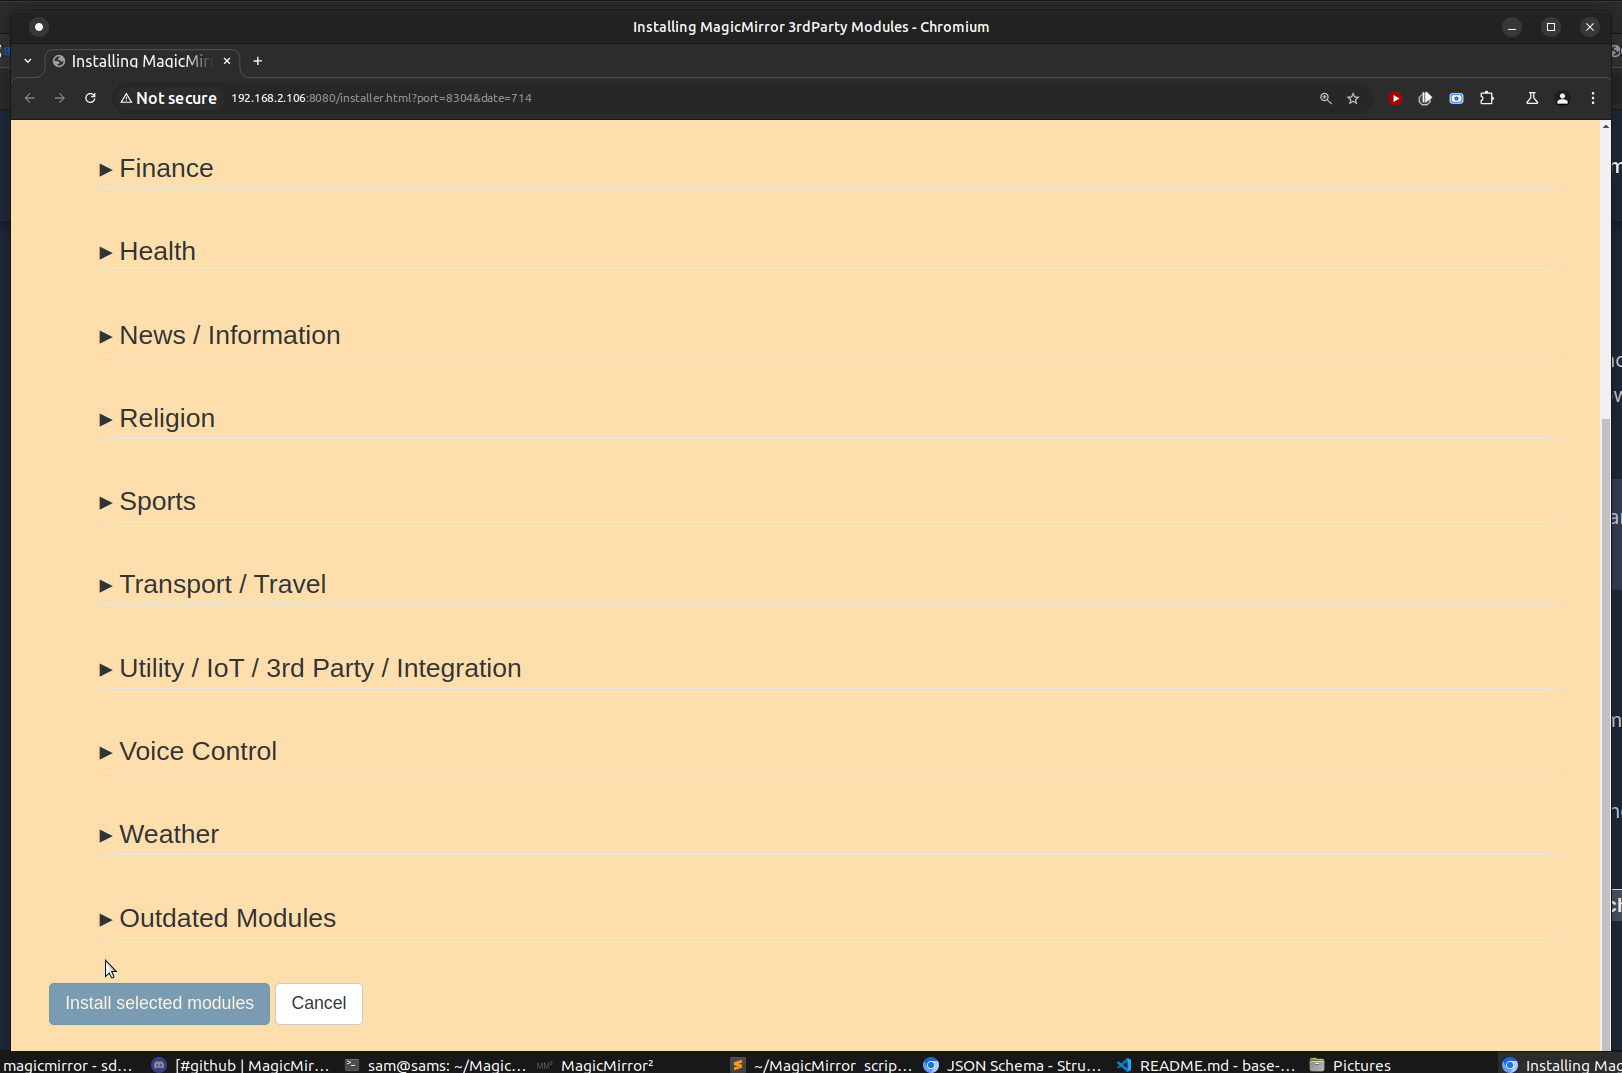 Installing MagicMirror 3rdParty Modules - Chromium
Installing MagicMir
Not secure 192.168.2.106:8080/installer.html?port=8304&date=714
Finance
Health
News / Information
Religion
Sports
Transport / Travel
Utility / IoT / 3rd Party / Integration
Voice Control
Weather
Outdated Modules
Install selected modules Cancel
magicmirror - sd... [#github | MagicMir... sam@sams: ~/Magic... MM² MagicMirror² ~/MagicMirror_scrip... JSON Schema - Stru... README.md - base-... Pictures Installing Mag